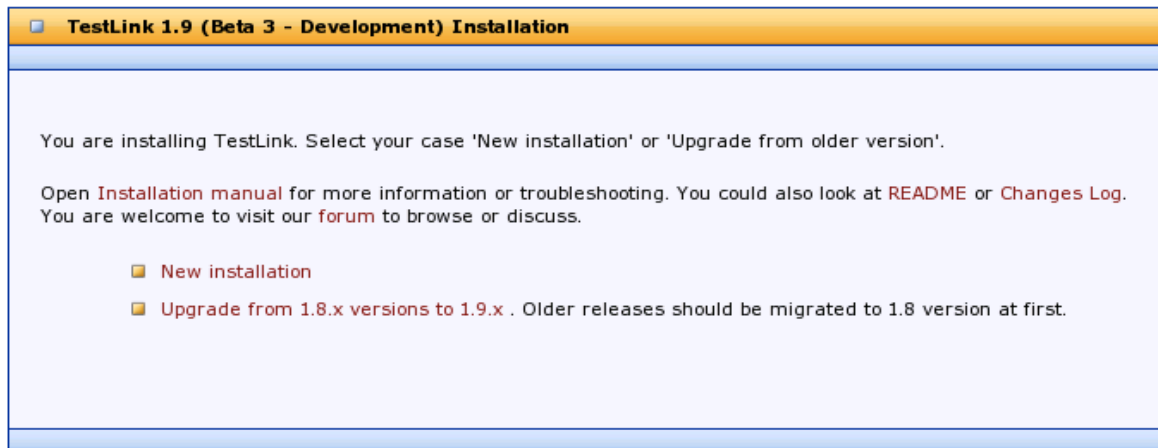 TestLink 1.9 (Beta 3 - Development) Installation
You are installing TestLink. Select your case 'New installation' or 'Upgrade from older version'.
Open Installation manual for more information or troubleshooting. You could also look at README or Changes Log.
You are welcome to visit our forum to browse or discuss.
New installation
Upgrade from 1.8.x versions to 1.9.x . Older releases should be migrated to 1.8 version at first.